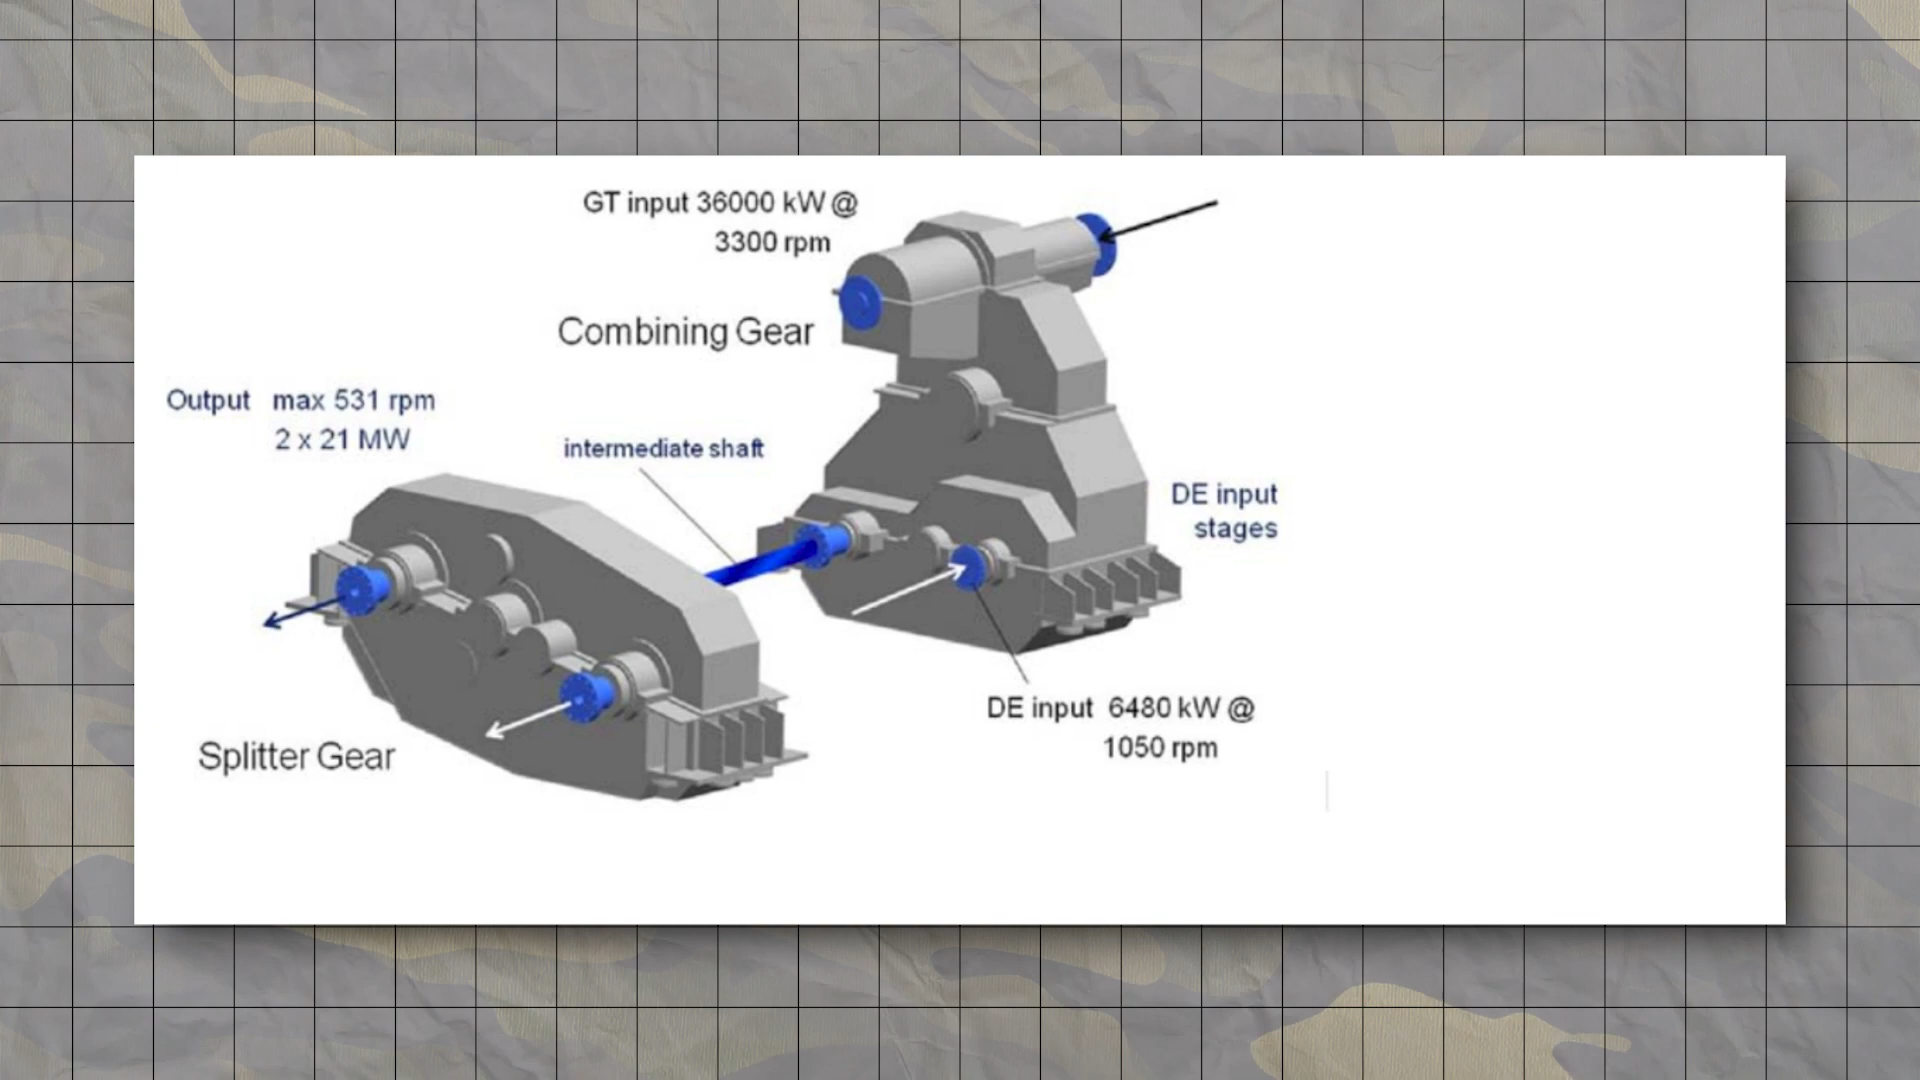 GT input 36000 kW @
3300 rpm
Combining Gear
Output max 531 rpm
2 x 21 MW
intermediate shaft
DE input
stages
DE input 6480 kW @
1050 rpm
Splitter Gear